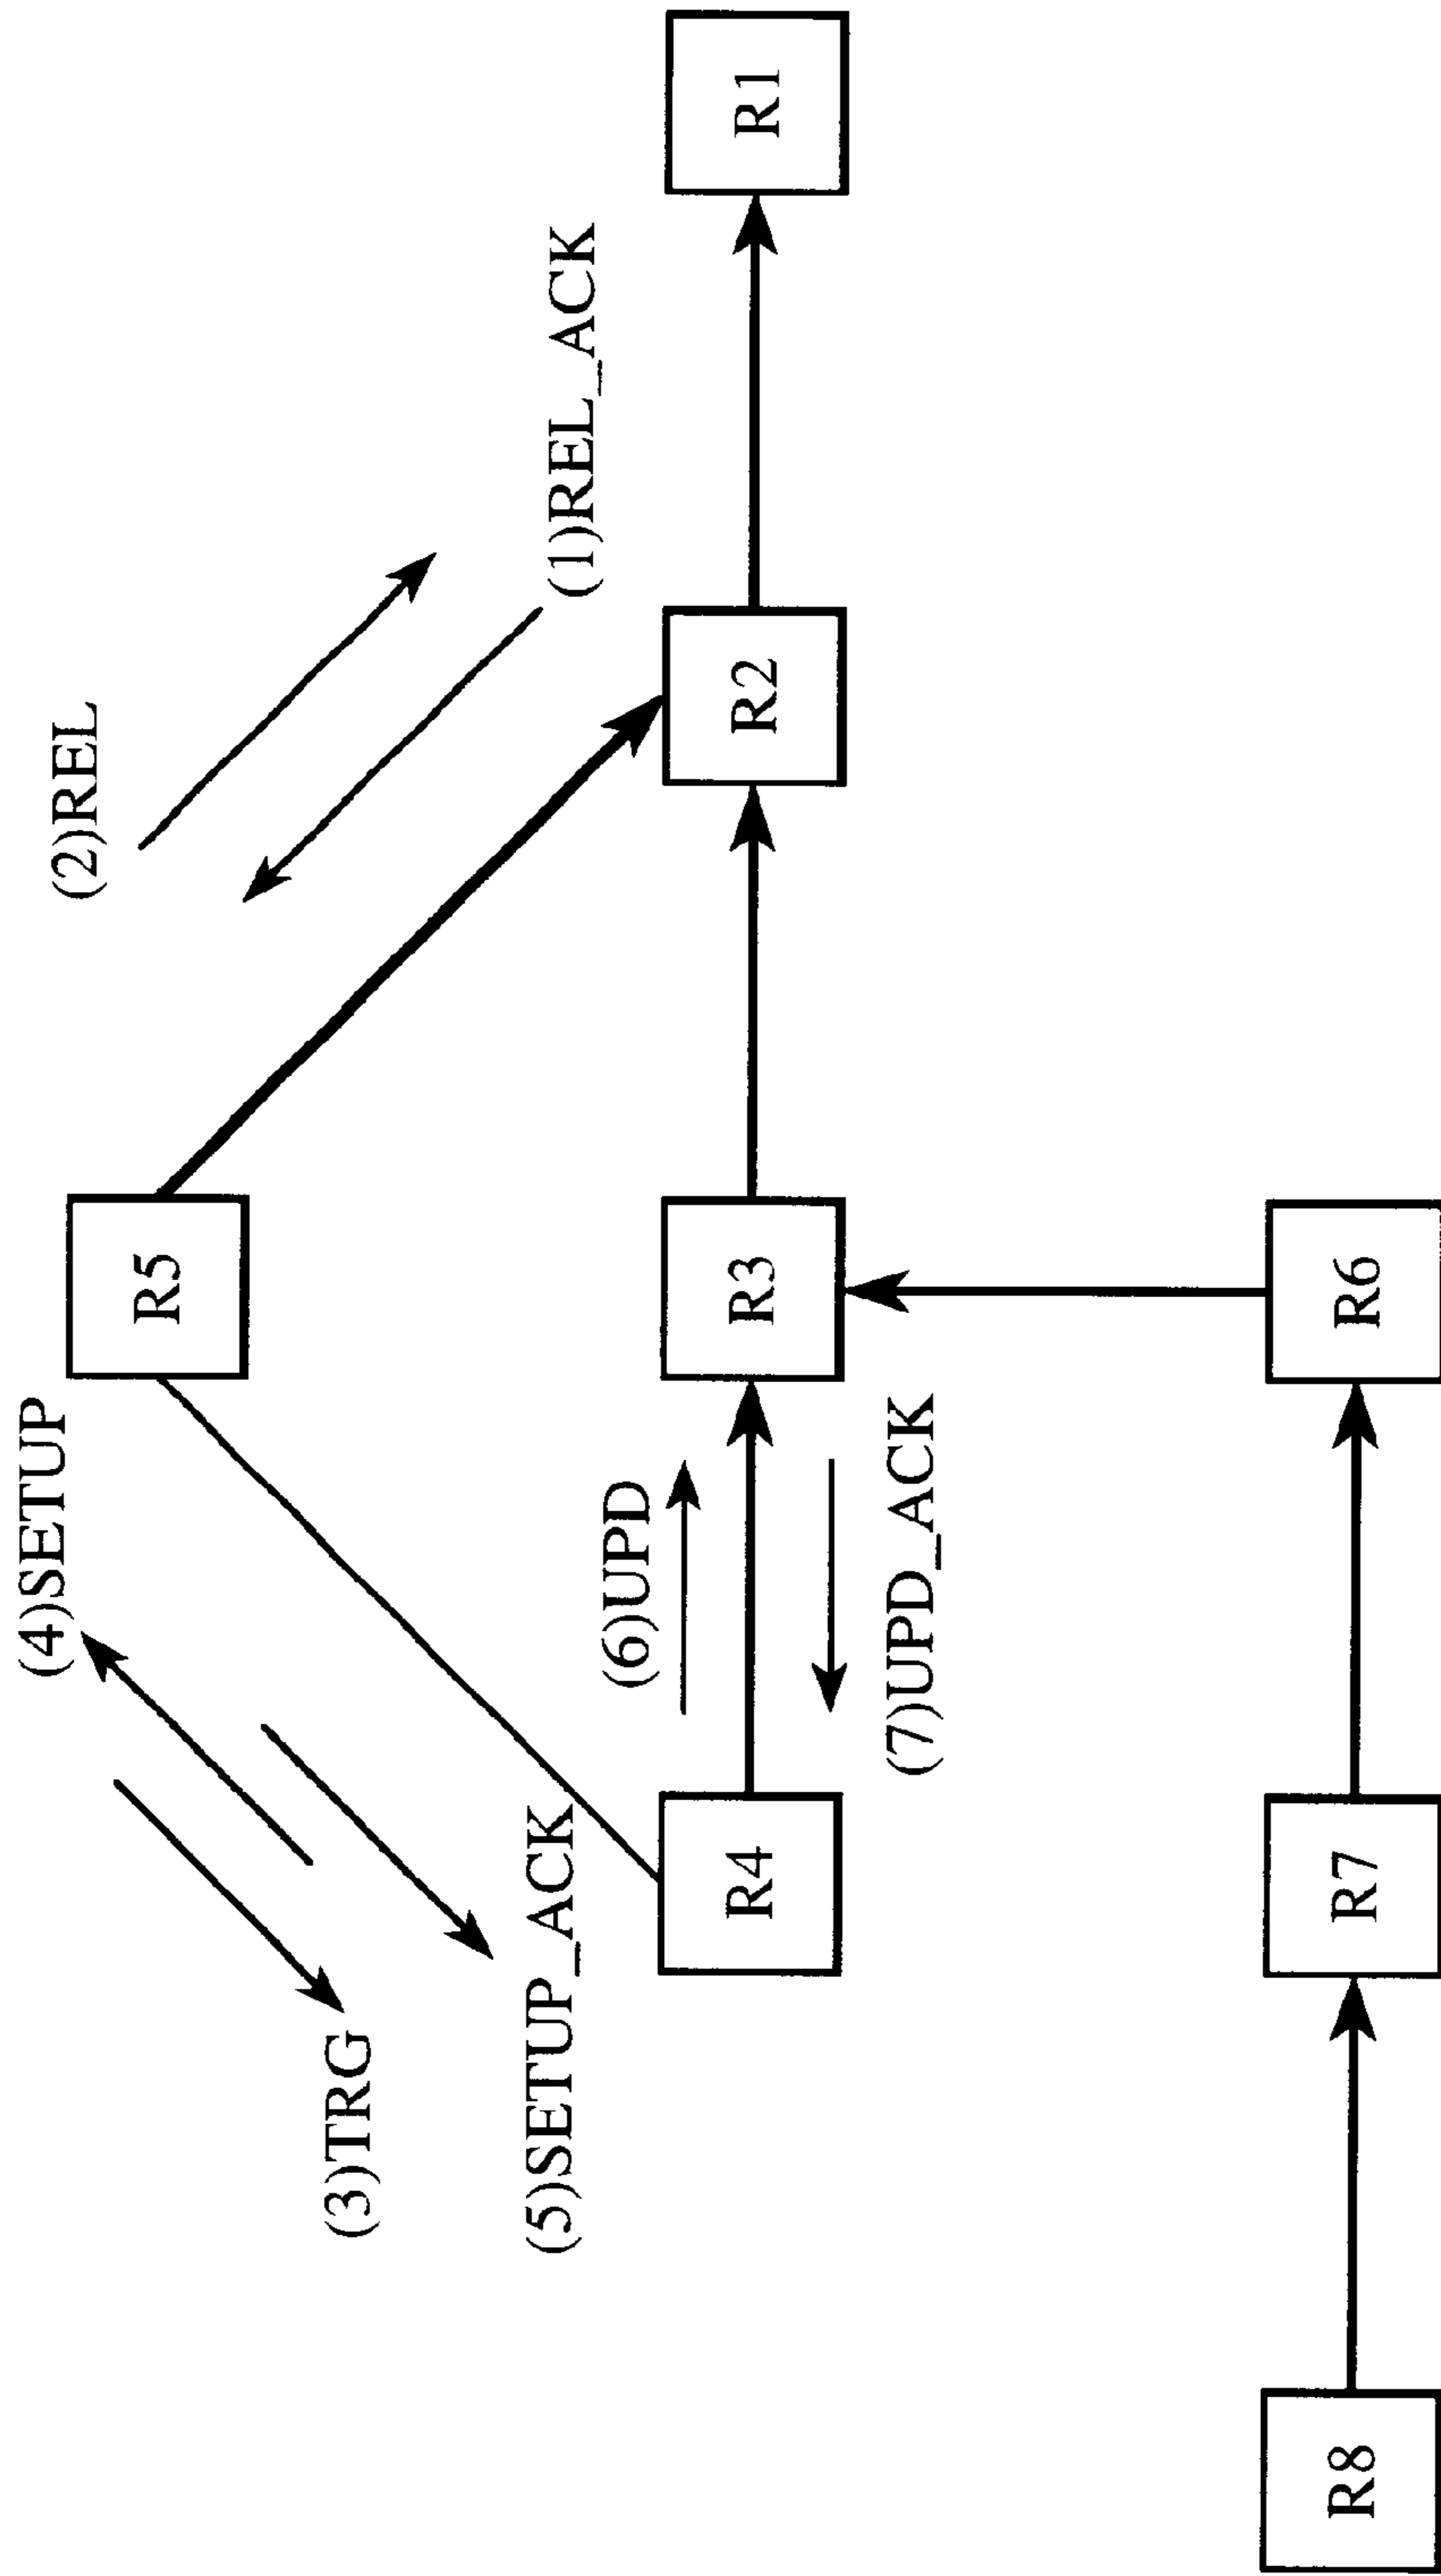 (4)SETUP
(2)REL
R5
(3)TRG
(1)REL_ACK
(5)SETUP_ACK
(6)UPD
R4
R3
R2
R1
(7)UPD_ACK
R8
R7
R6